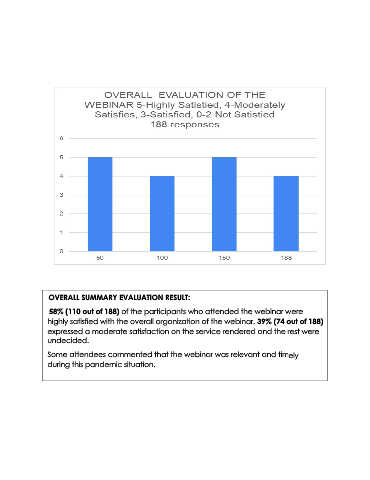 OVERALL EVALUATION OF THE
WEBINAR 5-Highly Satistied, 4-Moderately
Satisfies, 3-Satisfied, 0-2 Not Satistied
188 responses
6
5
4
3
2
1
0
50
100
150
188
OVERALL SUMMARY EVALUATION RESULT:
58% (110 out of 188) of the participants who attended the webinar were
highly satisfied with the overall organization of the webinar. 39% (74 out of 188)
expressed a moderate satisfaction on the service rendered and the rest were
undecided.
Some attendees commented that the webinar was relevant and timely
during this pandemic situation.